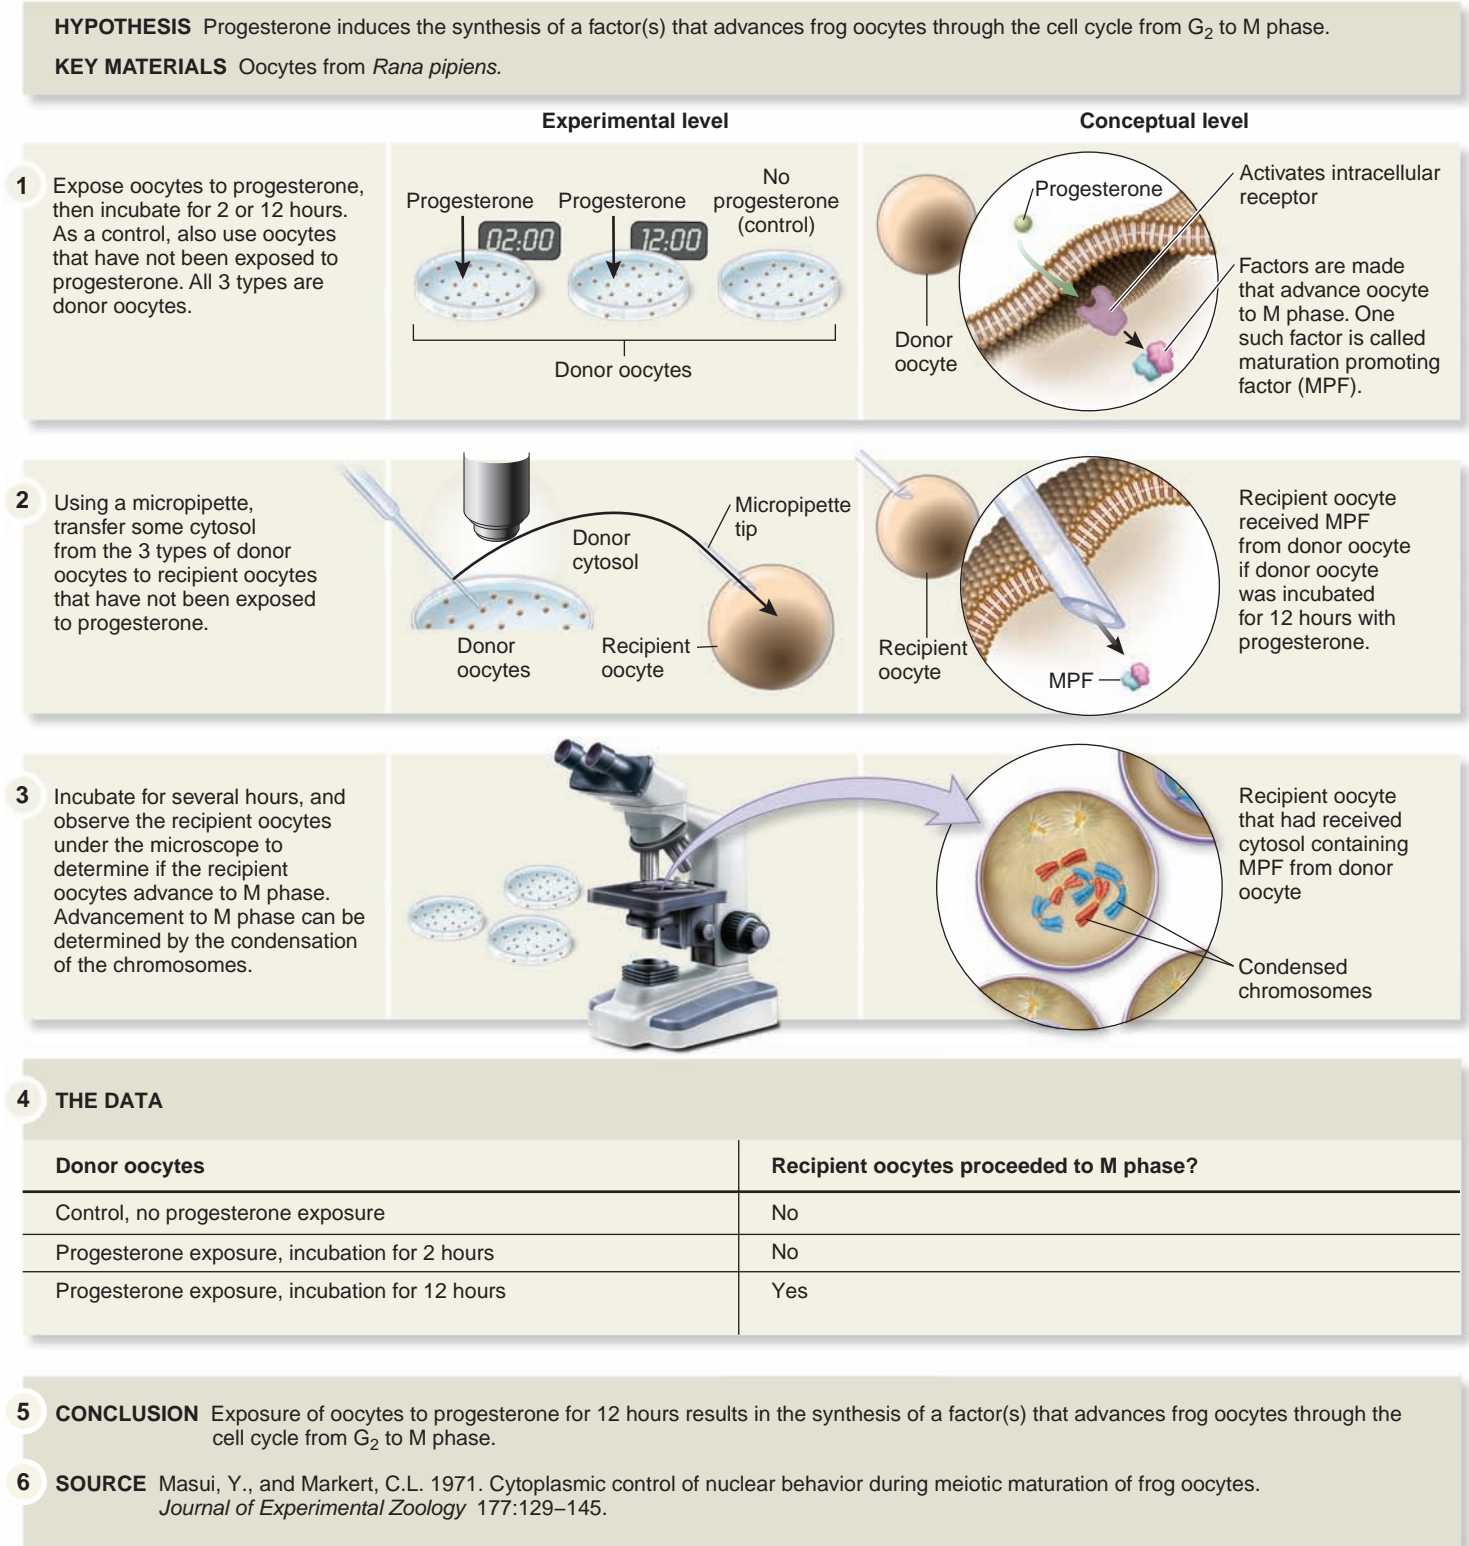 HYPOTHESIS Progesterone induces the synthesis of a factor(s) that advances frog oocytes through the cell cycle from G2 to M phase.
KEY MATERIALS Oocytes from Rana pipiens.
Experimental level
Conceptual level
1
Expose oocytes to progesterone,
then incubate for 2 or 12 hours.
As a control, also use oocytes
that have not been exposed to
progesterone. All 3 types are
donor oocytes.
Progesterone
02:00
Progesterone
12:00
No
progesterone
(control)
Donor oocytes
Progesterone
Donor
oocyte
Activates intracellular
receptor
Factors are made
that advance oocyte
to M phase. One
such factor is called
maturation promoting
factor (MPF).
2
Using a micropipette,
transfer some cytosol
from the 3 types of donor
oocytes to recipient oocytes
that have not been exposed
to progesterone.
Donor
cytosol
Micropipette
tip
Donor
oocytes
Recipient
oocyte
Recipient
oocyte
MPF
Recipient oocyte
received MPF
from donor oocyte
if donor oocyte
was incubated
for 12 hours with
progesterone.
3
Incubate for several hours, and
observe the recipient oocytes
under the microscope to
determine if the recipient
oocytes advance to M phase.
Advancement to M phase can be
determined by the condensation
of the chromosomes.
Recipient oocyte
that had received
cytosol containing
MPF from donor
oocyte
Condensed
chromosomes
4
THE DATA
Donor oocytes
Recipient oocytes proceeded to M phase?
Control, no progesterone exposure
No
Progesterone exposure, incubation for 2 hours
No
Progesterone exposure, incubation for 12 hours
Yes
5
CONCLUSION Exposure of oocytes to progesterone for 12 hours results in the synthesis of a factor(s) that advances frog oocytes through the
cell cycle from G2 to M phase.
6
SOURCE Masui, Y., and Markert, C.L. 1971. Cytoplasmic control of nuclear behavior during meiotic maturation of frog oocytes.
Journal of Experimental Zoology 177:129–145.